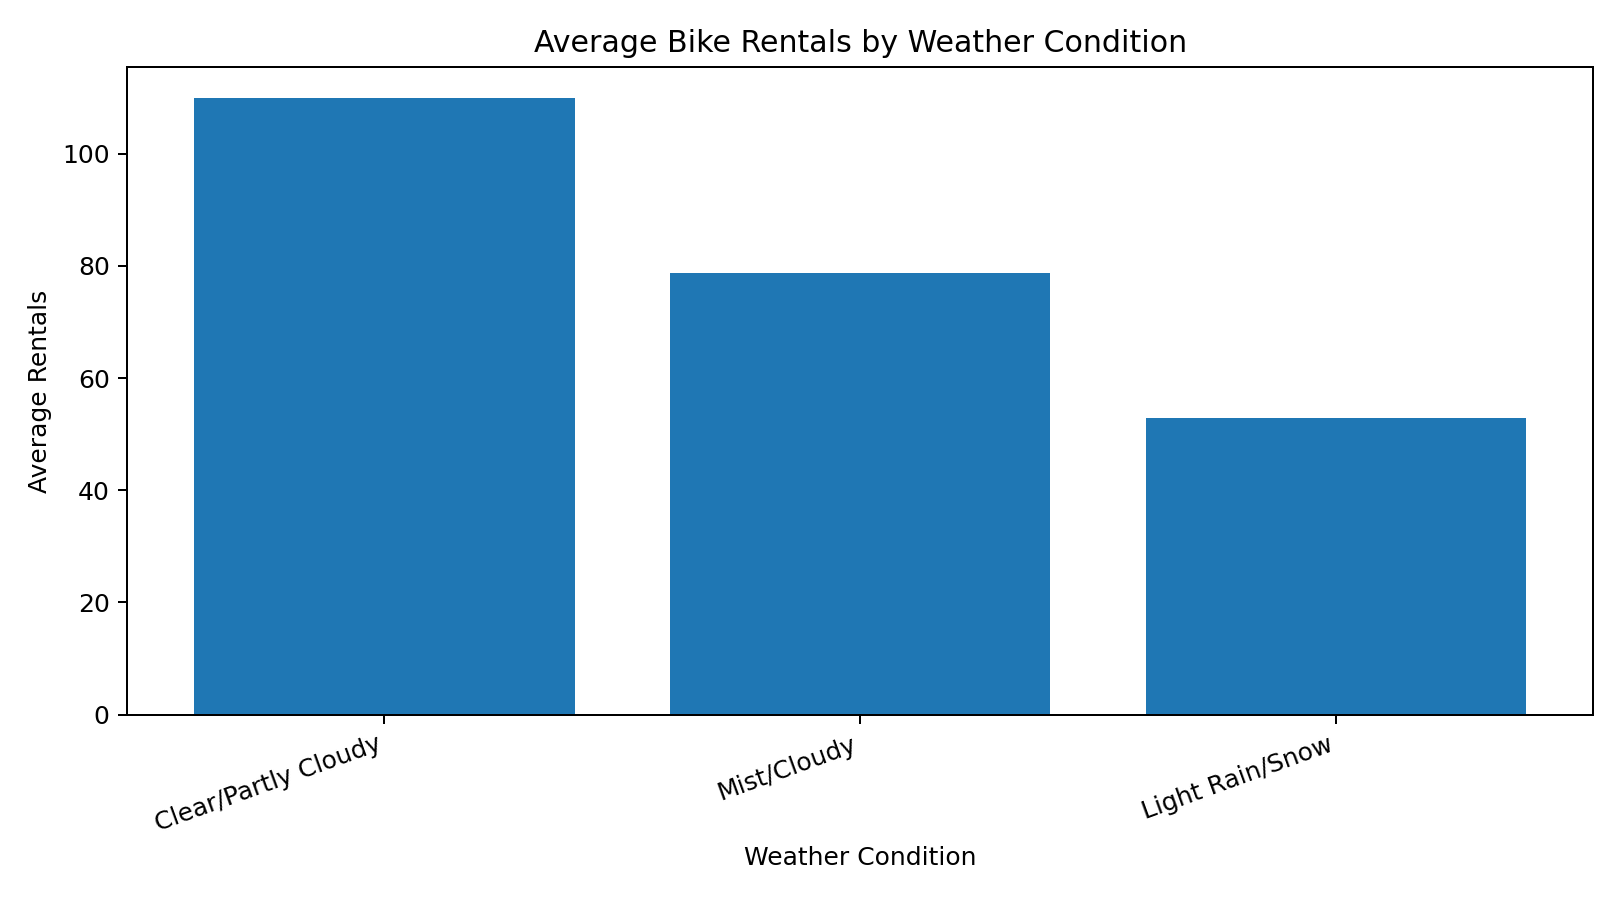 Average Bike Rentals by Weather Condition
Average Rentals
100
80
60
40
20
0
Clear/Partly Cloudy
Mist/Cloudy
Light Rain/Snow
Weather Condition